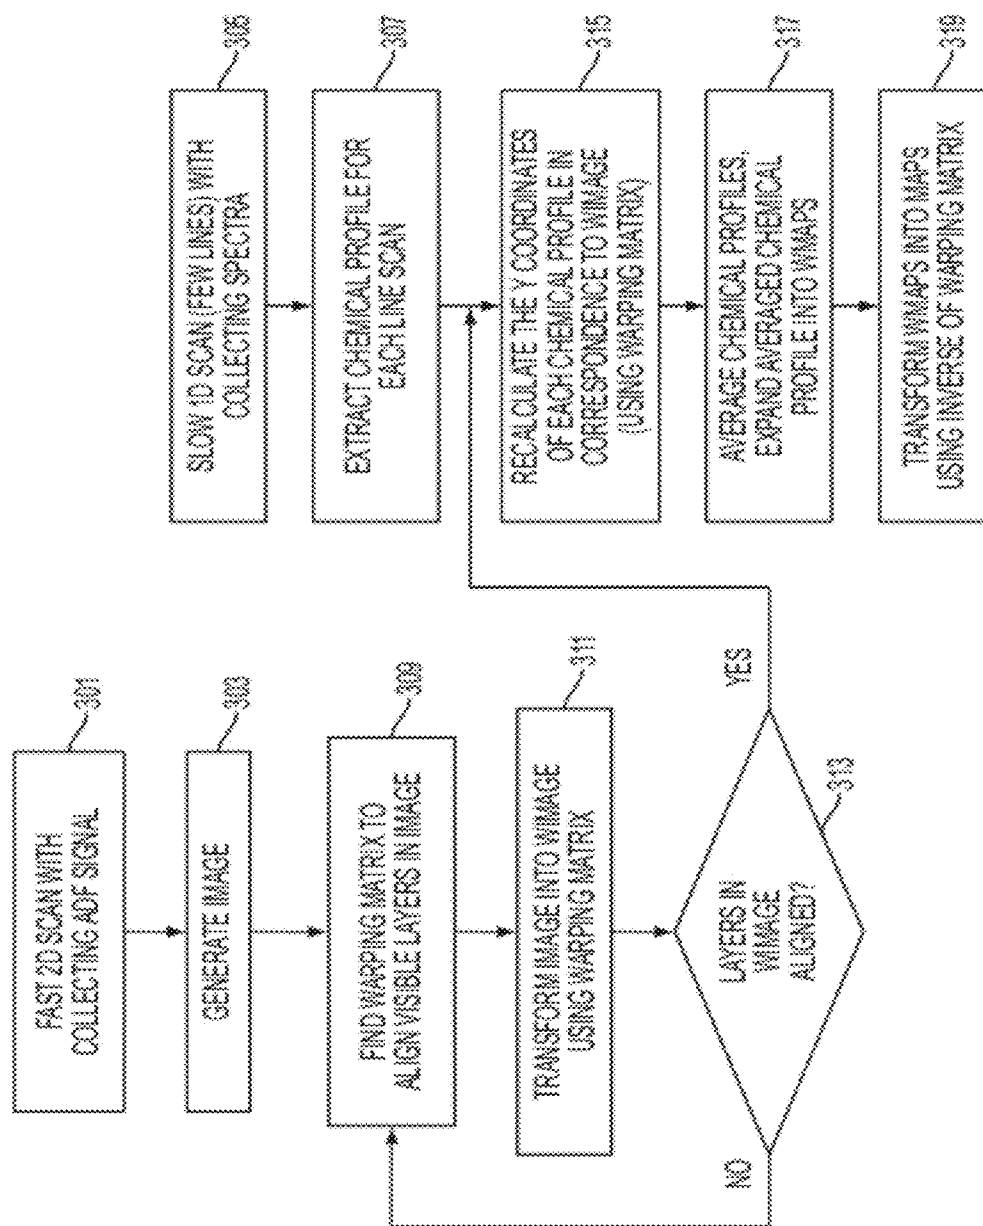 301
FAST 2D SCAN WITH
COLLECTING ADF SIGNAL
303
GENERATE IMAGE
309
FIND WARPING MATRIX TO
ALIGN VISIBLE LAYERS IN IMAGE
311
TRANSFORM IMAGE INTO WIMAGE
USING WARPING MATRIX
313
LAYERS IN
WIMAGE
ALIGNED?
NO
YES
305
SLOW 1D SCAN (FEW LINES) WITH
COLLECTING SPECTRA
307
EXTRACT CHEMICAL PROFILE FOR
EACH LINE SCAN
315
RECALCULATE THE Y COORDINATES
OF EACH CHEMICAL PROFILE IN
CORRESPONDENCE TO WIMAGE
(USING WARPING MATRIX)
317
AVERAGE CHEMICAL PROFILES,
EXPAND AVERAGED CHEMICAL
PROFILE INTO WMAPS
319
TRANSFORM WMAPS INTO MAPS
USING INVERSE OF WARPING MATRIX